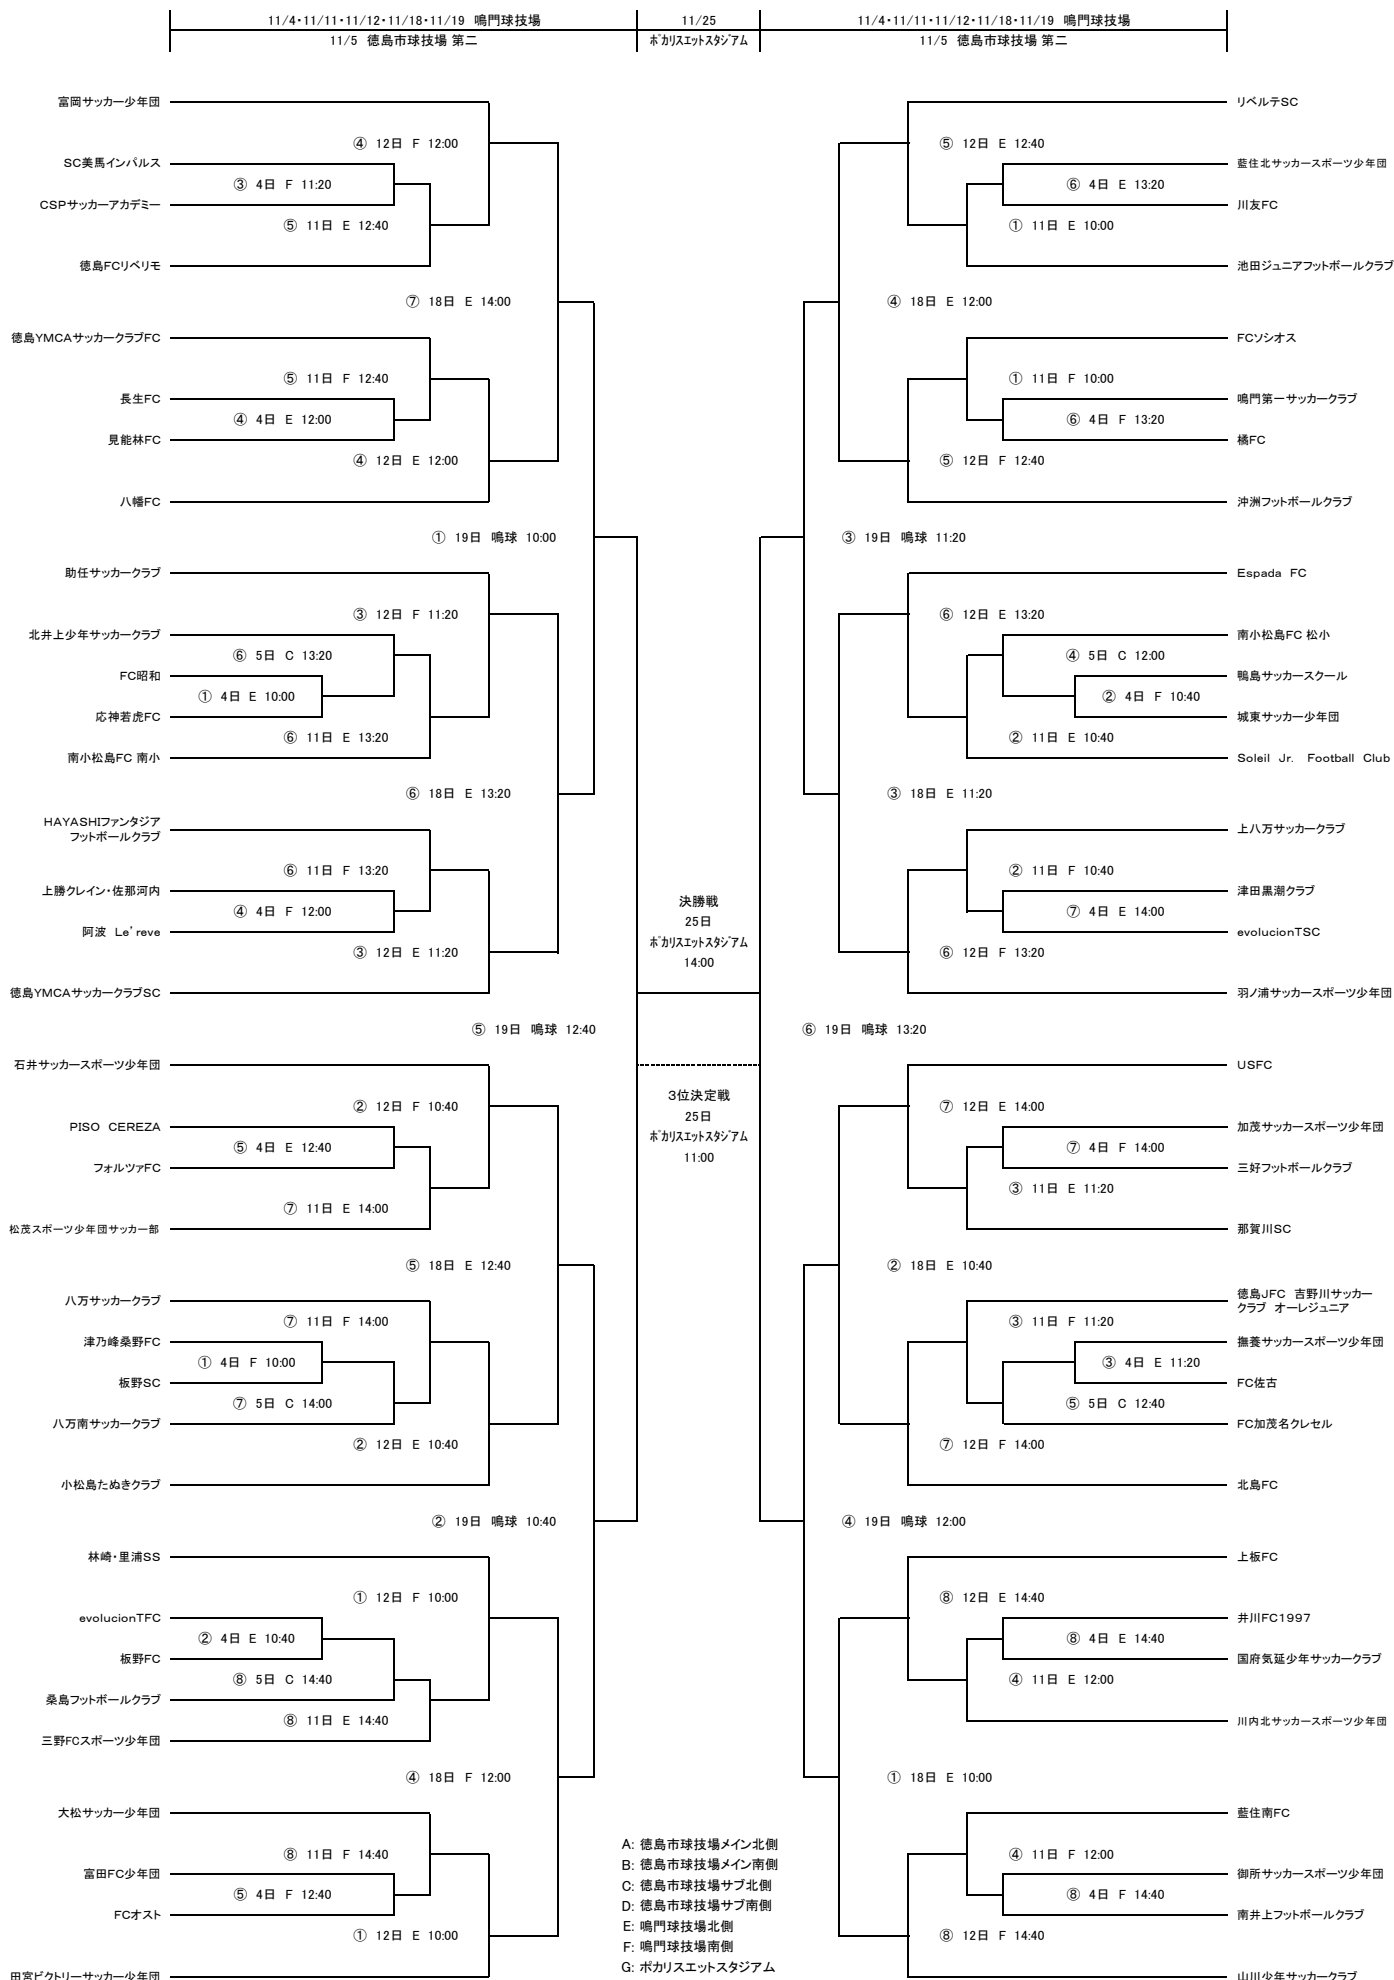 11/4・11/11・11/12・11/18・11/19 鳴門球技場
11/5 徳島市球技場 第二
11/25
ポカリスエットスタジアム
11/4・11/11・11/12・11/18・11/19 鳴門球技場
11/5 徳島市球技場 第二
富岡サッカー少年団
④ 12日 F 12:00
SC美馬インパルス
③ 4日 F 11:20
CSPサッカーアカデミー
⑤ 11日 E 12:40
徳島FCリベリモ
⑦ 18日 E 14:00
徳島YMCAサッカークラブFC
⑤ 11日 F 12:40
長生FC
④ 4日 E 12:00
見能林FC
④ 12日 E 12:00
八幡FC
① 19日 鳴球 10:00
助任サッカークラブ
③ 12日 F 11:20
北井上少年サッカークラブ
⑥ 5日 C 13:20
FC昭和
① 4日 E 10:00
応神若虎FC
⑥ 11日 E 13:20
南小松島FC 南小
⑥ 18日 E 13:20
HAYASHIファンタジア
フットボールクラブ
⑥ 11日 F 13:20
上勝クレイン・佐那河内
④ 4日 F 12:00
阿波 Le'reve
③ 12日 E 11:20
徳島YMCAサッカークラブSC
⑤ 19日 鳴球 12:40
石井サッカースポーツ少年団
② 12日 F 10:40
PISO CEREZA
⑤ 4日 E 12:40
フォルツァFC
⑦ 11日 E 14:00
松茂スポーツ少年団サッカー部
⑤ 18日 E 12:40
八万サッカークラブ
⑦ 11日 F 14:00
津乃峰桑野FC
① 4日 F 10:00
板野SC
⑦ 5日 C 14:00
八万南サッカークラブ
② 12日 E 10:40
小松島たぬきクラブ
② 19日 鳴球 10:40
林崎・里浦SS
① 12日 F 10:00
evolucionTFC
② 4日 E 10:40
板野FC
⑧ 5日 C 14:40
桑島フットボールクラブ
⑧ 11日 E 14:40
三野FCスポーツ少年団
④ 18日 F 12:00
大松サッカー少年団
⑧ 11日 F 14:40
富田FC少年団
⑤ 4日 F 12:40
FCオスト
① 12日 E 10:00
田宮ビクトリーサッカー少年団
決勝戦
25日
ポカリスエットスタジアム
14:00
3位決定戦
25日
ポカリスエットスタジアム
11:00
A: 徳島市球技場メイン北側
B: 徳島市球技場メイン南側
C: 徳島市球技場サブ北側
D: 徳島市球技場サブ南側
E: 鳴門球技場北側
F: 鳴門球技場南側
G: ポカリスエットスタジアム
リベルテSC
⑤ 12日 E 12:40
藍住北サッカースポーツ少年団
⑥ 4日 E 13:20
川友FC
① 11日 E 10:00
池田ジュニアフットボールクラブ
④ 18日 E 12:00
FCソシオス
① 11日 F 10:00
鳴門第一サッカークラブ
⑥ 4日 F 13:20
橘FC
⑤ 12日 F 12:40
沖洲フットボールクラブ
③ 19日 鳴球 11:20
Espada FC
⑥ 12日 E 13:20
南小松島FC 松小
④ 5日 C 12:00
鴨島サッカースクール
② 4日 F 10:40
城東サッカー少年団
② 11日 E 10:40
Soleil Jr. Football Club
③ 18日 E 11:20
上八万サッカークラブ
② 11日 F 10:40
津田黒潮クラブ
⑦ 4日 E 14:00
evolucionTSC
⑥ 12日 F 13:20
羽ノ浦サッカースポーツ少年団
⑥ 19日 鳴球 13:20
USFC
⑦ 12日 E 14:00
加茂サッカースポーツ少年団
⑦ 4日 F 14:00
三好フットボールクラブ
③ 11日 E 11:20
那賀川SC
② 18日 E 10:40
徳島JFC 吉野川サッカー
クラブ オーレジュニア
③ 11日 F 11:20
撫養サッカースポーツ少年団
③ 4日 E 11:20
FC佐古
⑤ 5日 C 12:40
FC加茂名クレセル
⑦ 12日 F 14:00
北島FC
④ 19日 鳴球 12:00
上板FC
⑧ 12日 E 14:40
井川FC1997
⑧ 4日 E 14:40
国府気延少年サッカークラブ
④ 11日 E 12:00
川内北サッカースポーツ少年団
① 18日 E 10:00
藍住南FC
④ 11日 F 12:00
御所サッカースポーツ少年団
⑧ 4日 F 14:40
南井上フットボールクラブ
⑧ 12日 F 14:40
山川少年サッカークラブ